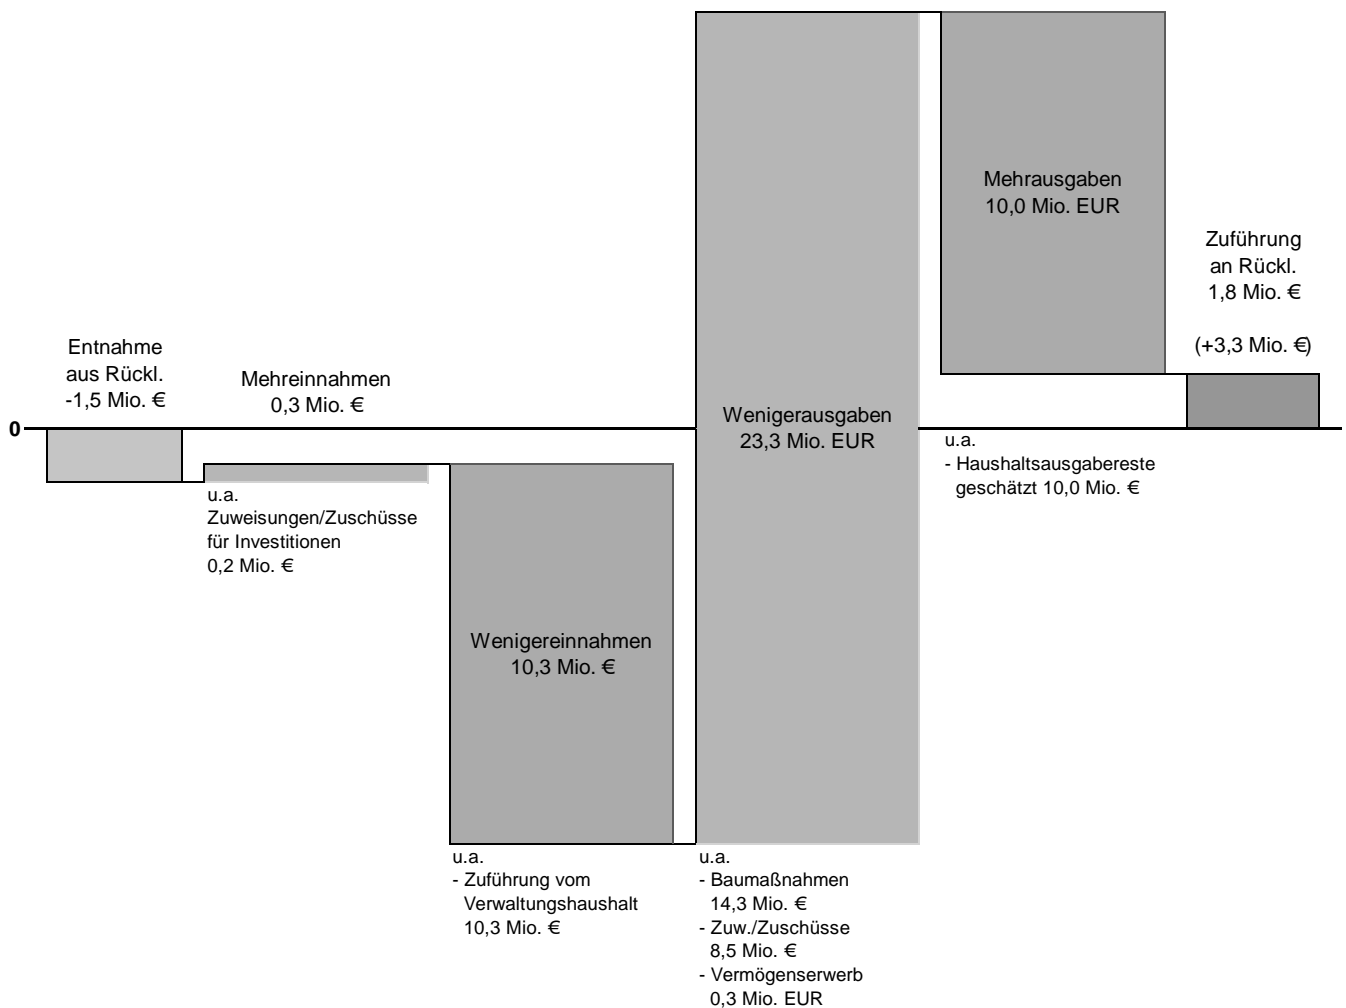 Entnahme
aus Rückl.
-1,5 Mio. €
Mehreinnahmen
0,3 Mio. €
0
u.a.
Zuweisungen/Zuschüsse
für Investitionen
0,2 Mio. €
Wenigereinnahmen
10,3 Mio. €
u.a.
- Zuführung vom
Verwaltungshaushalt
10,3 Mio. €
Wenigerausgaben
23,3 Mio. EUR
u.a.
- Baumaßnahmen
14,3 Mio. €
- Zuw./Zuschüsse
8,5 Mio. €
- Vermögenserwerb
0,3 Mio. EUR
Mehrausgaben
10,0 Mio. EUR
u.a.
- Haushaltsausgabereste
geschätzt 10,0 Mio. €
Zuführung
an Rückl.
1,8 Mio. €
(+3,3 Mio. €)